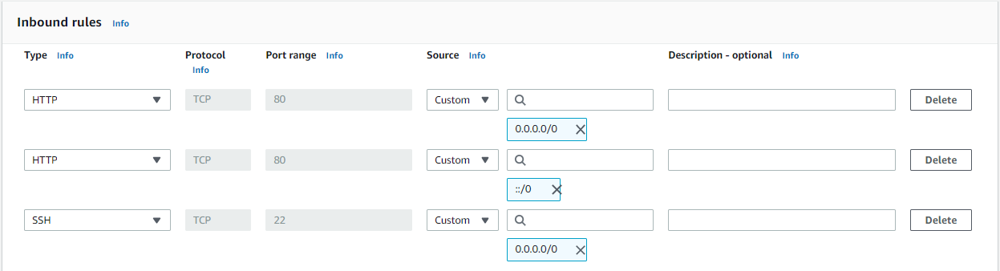 Inbound rules Info
Type Info Protocol Info Port range Info Source Info Description - optional Info
HTTP TCP 80 Custom Delete
0.0.0.0/0
HTTP TCP 80 Custom Delete
::/0
SSH TCP 22 Custom Delete
0.0.0.0/0